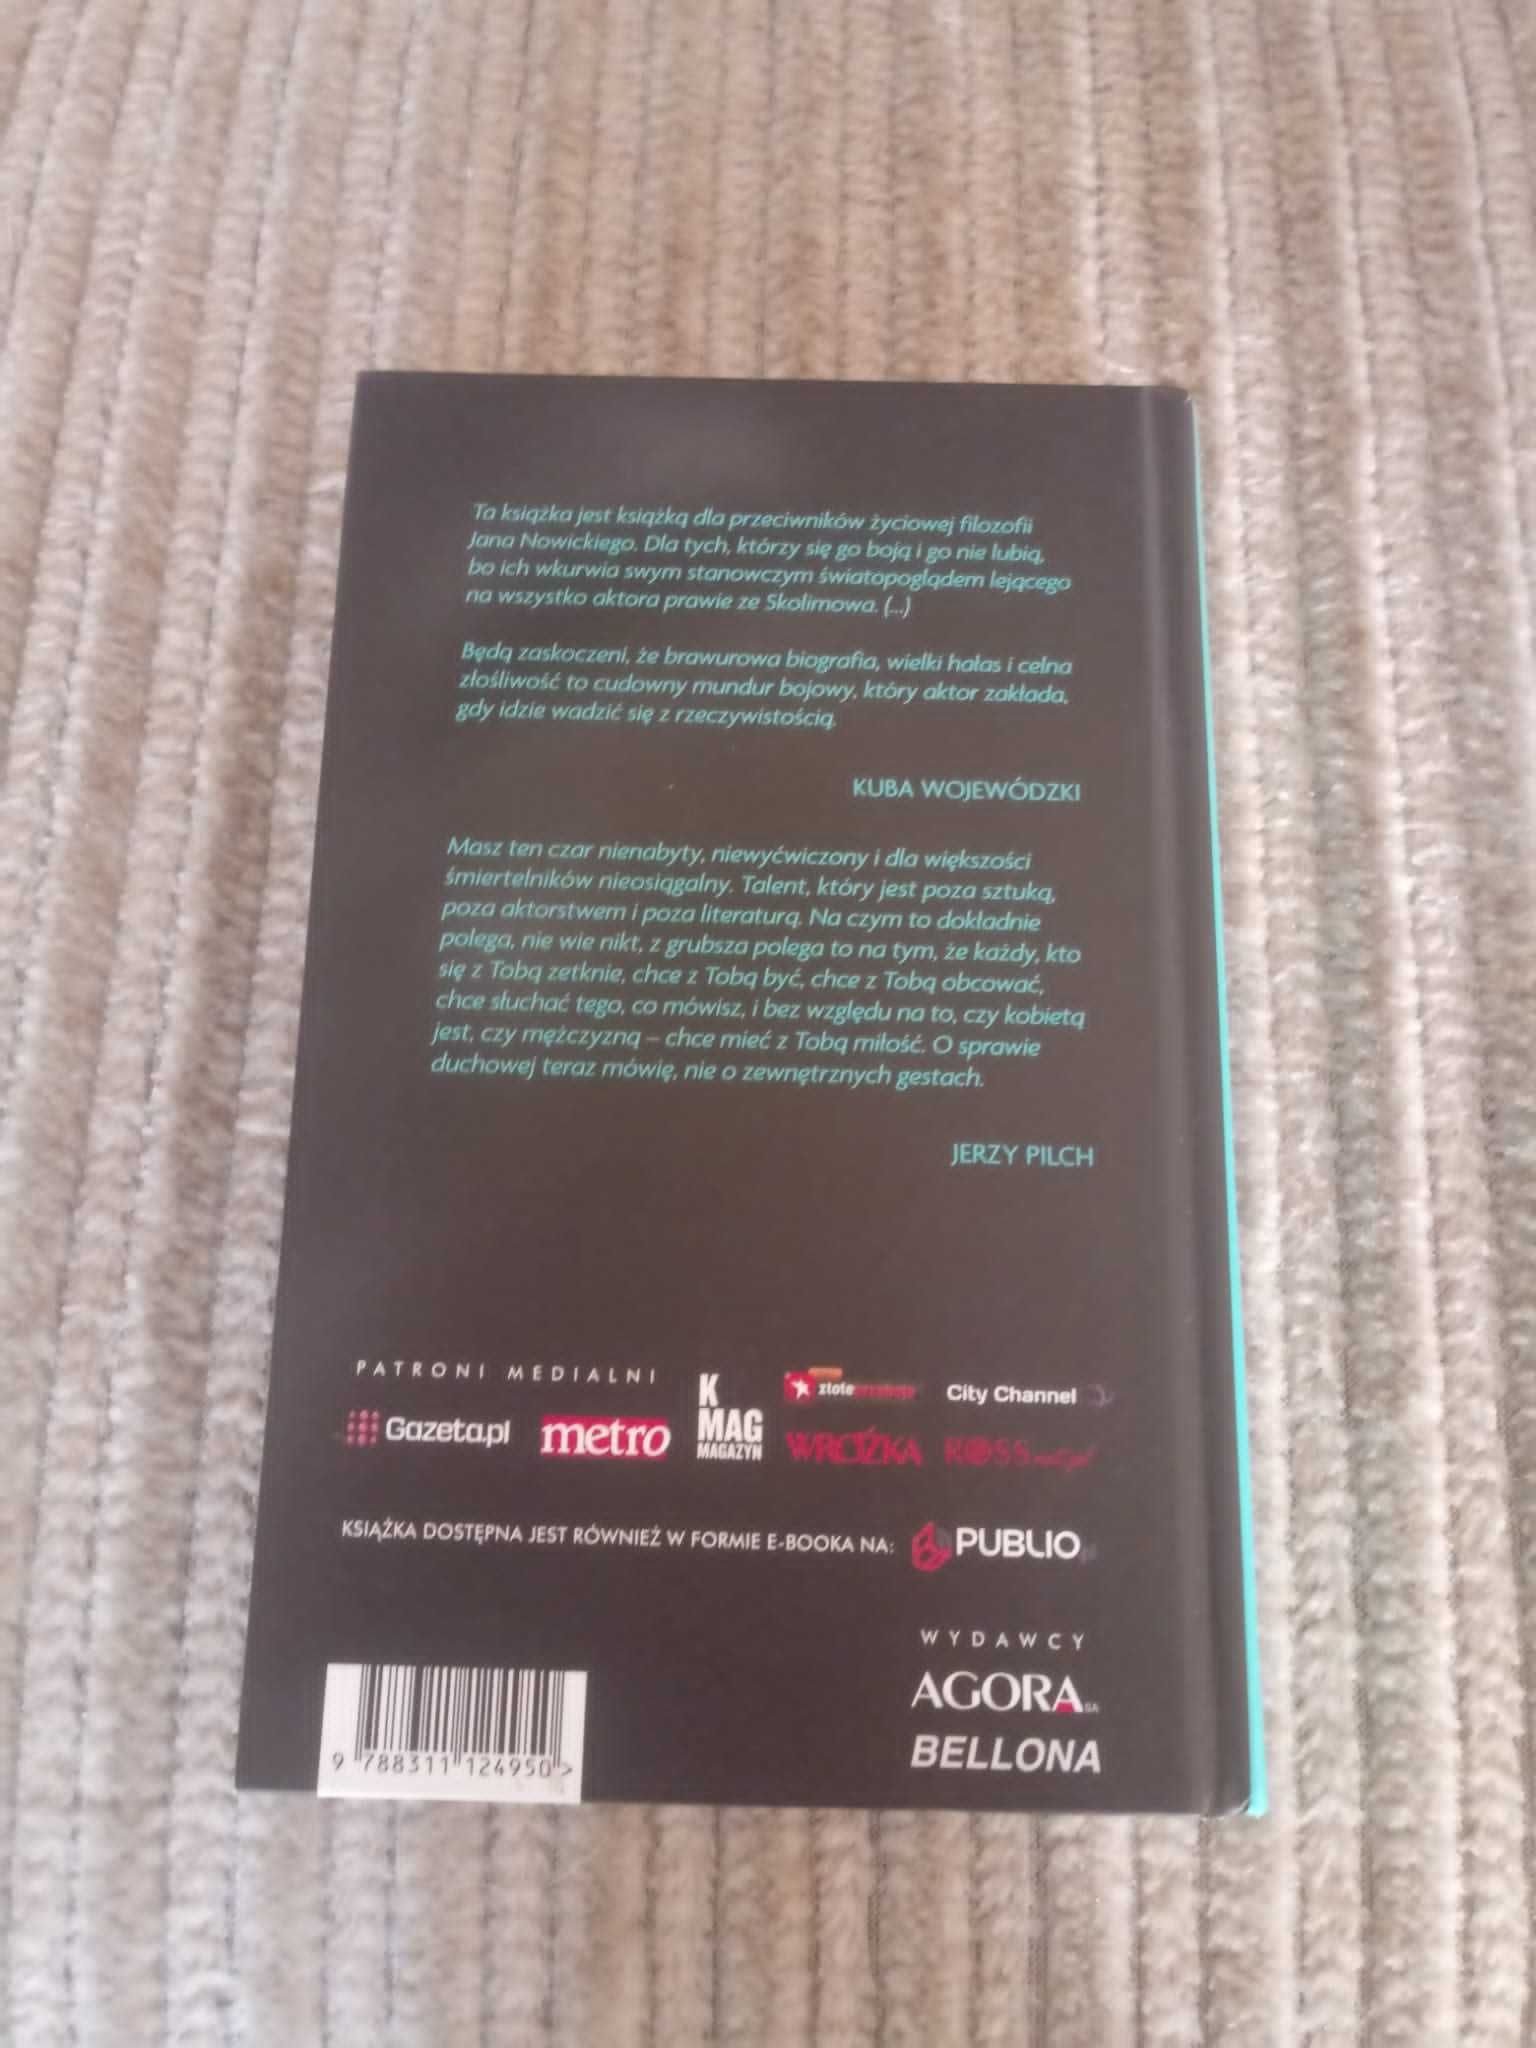 Ta książka jest książką dla przeciwników życiowej filozofii
Jana Nowickiego. Dla tych, którzy się go boją i go nie lubią,
bo ich wkurwia swym stanowczym światopoglądem lejącego
na wszystko aktora prawie ze Skolimowa. (...)
Będą zaskoczeni, że brawurowa biografia, wielki hałas i celna
złośliwość to cudowny mundur bojowy, który aktor zakłada,
gdy idzie wadzić się z rzeczywistością.
KUBA WOJEWÓDZKI
Masz ten czar nienabyty, niewyćwiczony i dla większości
śmiertelników nieosiągalny. Talent, który jest poza sztuką,
poza aktorstwem i poza literaturą. Na czym to dokładnie
polega, nie wie nikt, z grubsza polega to na tym, że każdy, kto
się z Tobą zetknie, chce z Tobą być, chce z Tobą obcować,
chce słuchać tego, co mówisz, i bez względu na to, czy kobietą
jest, czy mężczyzną – chce mieć z Tobą miłość. O sprawie
duchowej teraz mówię, nie o zewnętrznych gestach.
JERZY PILCH
PATRONI MEDIALNI
Gazeta.pl
metro
K
MAG
MAGAZYN
złote
City Channel
WRÓŻKA
ROSS
KSIĄŻKA DOSTĘPNA JEST RÓWNIEŻ W FORMIE E-BOOKA NA:
PUBLIO
WYDAWCY
AGORA SA
BELLONA
9 788311 124950 >